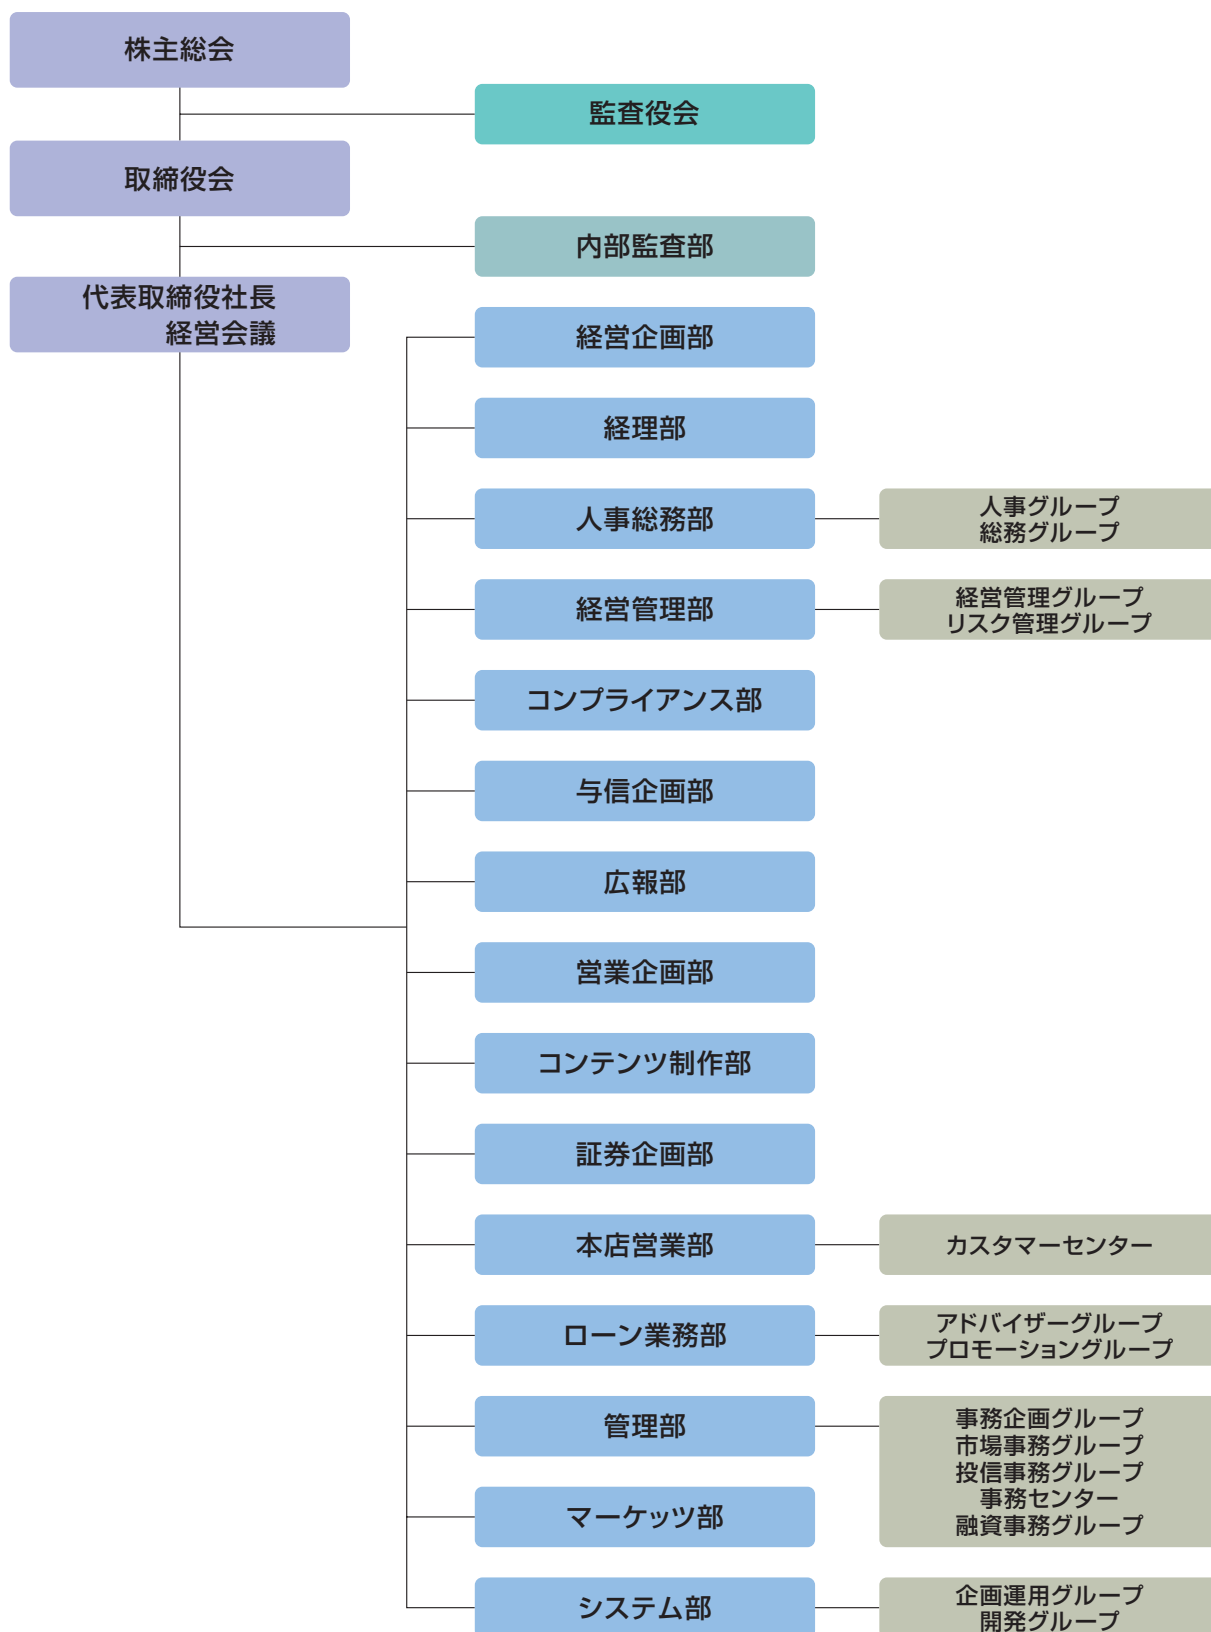 株主総会
監査役会
取締役会
内部監査部
代表取締役社長
経営会議
経営企画部
経理部
人事総務部
人事グループ
総務グループ
経営管理部
経営管理グループ
リスク管理グループ
コンプライアンス部
与信企画部
広報部
営業企画部
コンテンツ制作部
証券企画部
本店営業部
カスタマーセンター
ローン業務部
アドバイザーグループ
プロモーショングループ
管理部
事務企画グループ
市場事務グループ
投信事務グループ
事務センター
融資事務グループ
マーケッツ部
システム部
企画運用グループ
開発グループ